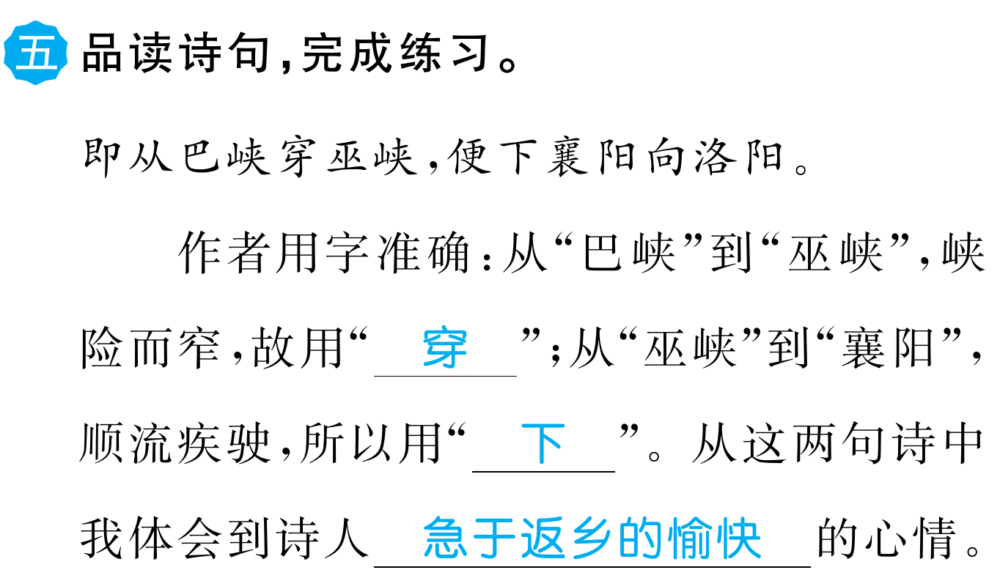 五 品读诗句,完成练习。
即从巴峡穿巫峡,便下襄阳向洛阳。
作者用字准确:从“巴峡”到“巫峡”,峡
险而窄,故用“穿”;从“巫峡”到“襄阳”,
顺流疾驶,所以用“下”。从这两句诗中
我体会到诗人急于返乡的愉快的心情。